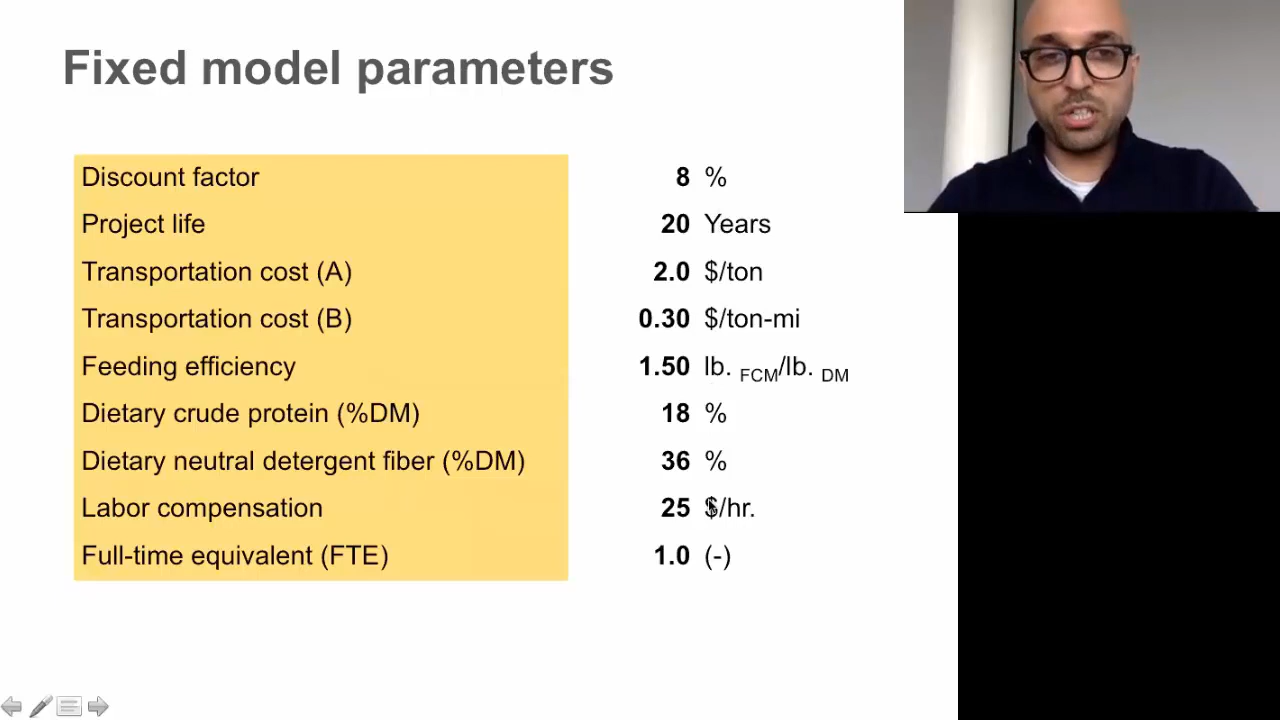 Fixed model parameters
Discount factor 8 %
Project life 20 Years
Transportation cost (A) 2.0 $/ton
Transportation cost (B) 0.30 $/ton-mi
Feeding efficiency 1.50 lb. FCM/lb. DM
Dietary crude protein (%DM) 18 %
Dietary neutral detergent fiber (%DM) 36 %
Labor compensation 25 $/hr.
Full-time equivalent (FTE) 1.0 (-)